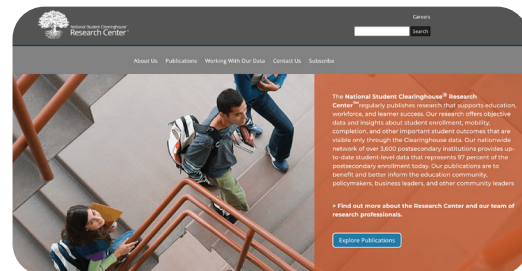 Careers
National Student Clearinghouse®
Research Center™
Search
About Us Publications Working With Our Data Contact Us Subscribe
The National Student Clearinghouse® Research
Center™ regularly publishes research that supports education,
workforce, and learner success. Our research offers objective
data and insights about student enrollment, mobility,
completion, and other important student outcomes that are
visible only through the Clearinghouse data. Our nationwide
network of over 3,600 postsecondary institutions provides up-
to-date student-level data that represents 97 percent of the
postsecondary enrollment today. Our publications are to
benefit and better inform the education community,
policymakers, business leaders, and other community leaders
» Find out more about the Research Center and our team of
research professionals.
Explore Publications